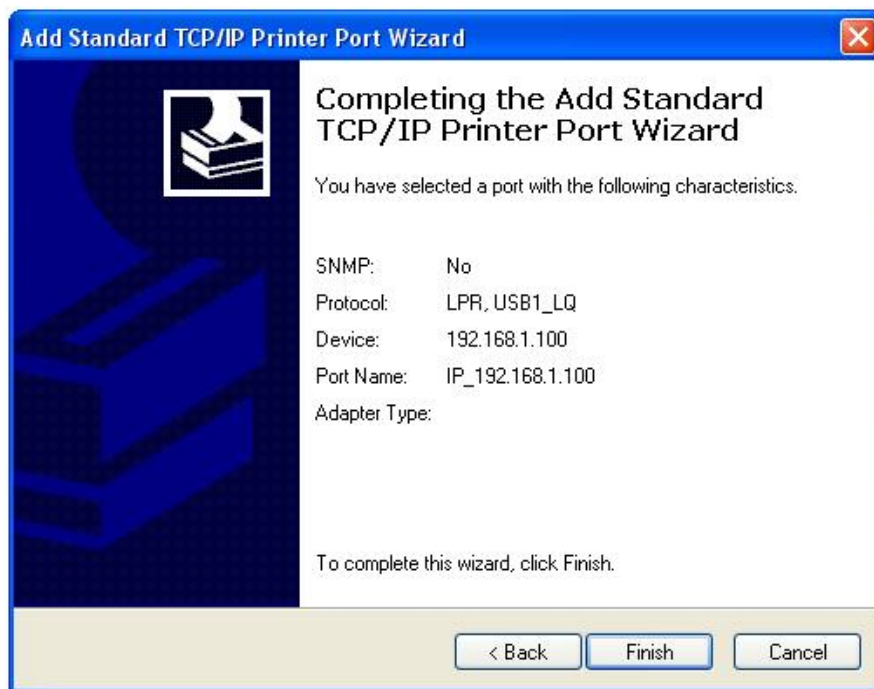 Add Standard TCP/IP Printer Port Wizard
Completing the Add Standard
TCP/IP Printer Port Wizard
You have selected a port with the following characteristics.
SNMP: No
Protocol: LPR, USB1_LQ
Device: 192.168.1.100
Port Name: IP_192.168.1.100
Adapter Type:
To complete this wizard, click Finish.
< Back Finish Cancel